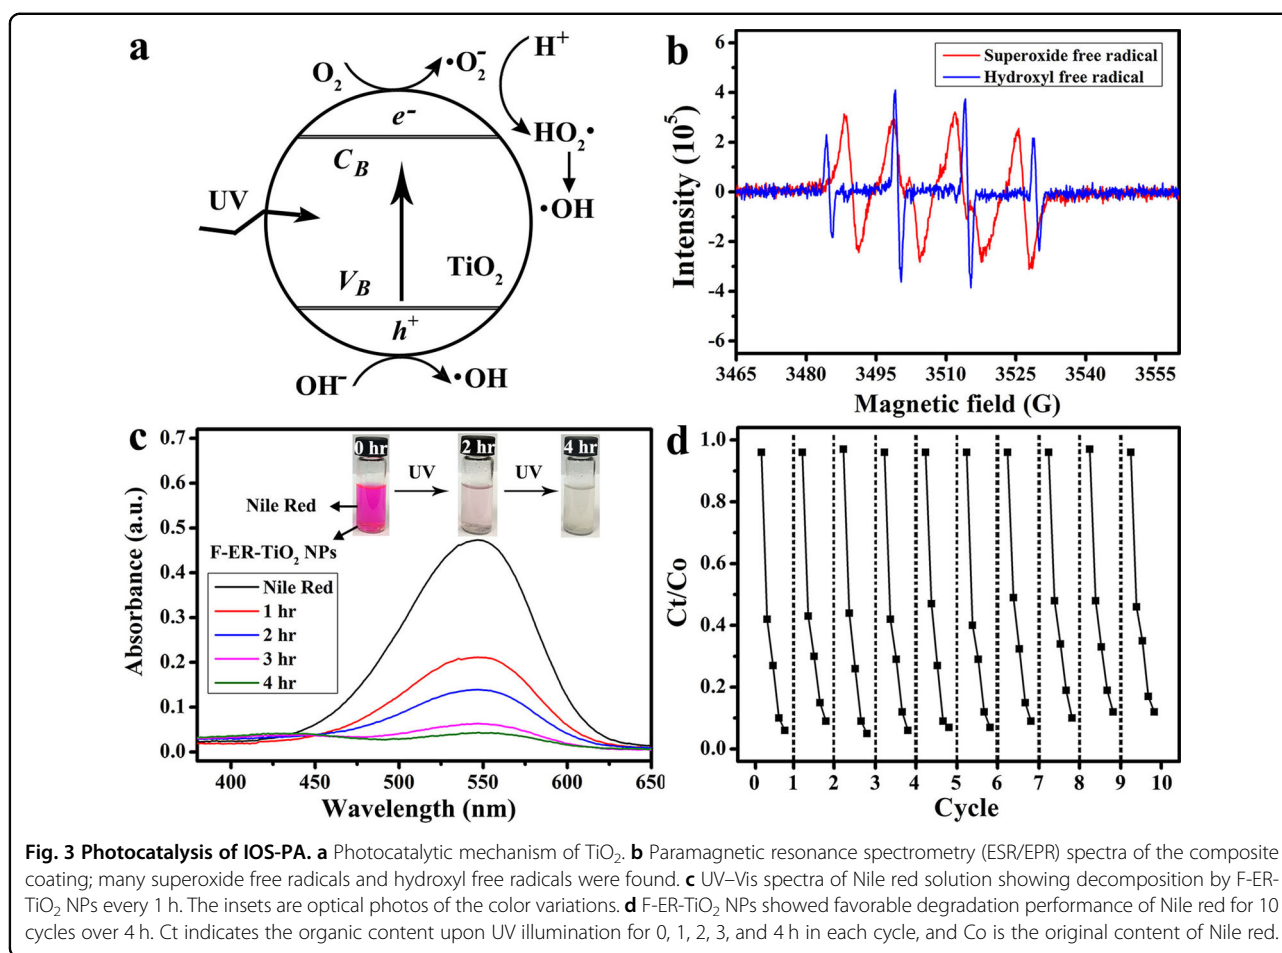 a
O₂
•O₂⁻
H⁺
e⁻
HO₂•
C_B
UV
•OH
V_B
TiO₂
h⁺
OH⁻
•OH
b
Superoxide free radical
Hydroxyl free radical
Intensity (10⁵)
6
4
2
0
-2
-4
-6
3465 3480 3495 3510 3525 3540 3555
Magnetic field (G)
c
0 hr 2 hr 4 hr
UV UV
Nile Red
F-ER-TiO₂ NPs
Nile Red
1 hr
2 hr
3 hr
4 hr
Absorbance (a.u.)
0.7
0.6
0.5
0.4
0.3
0.2
0.1
0.0
400 450 500 550 600 650
Wavelength (nm)
d
Ct/Co
1.0
0.8
0.6
0.4
0.2
0.0
0 1 2 3 4 5 6 7 8 9 10
Cycle
Fig. 3 Photocatalysis of IOS-PA. a Photocatalytic mechanism of TiO₂. b Paramagnetic resonance spectrometry (ESR/EPR) spectra of the composite
coating; many superoxide free radicals and hydroxyl free radicals were found. c UV–Vis spectra of Nile red solution showing decomposition by F-ER-
TiO₂ NPs every 1 h. The insets are optical photos of the color variations. d F-ER-TiO₂ NPs showed favorable degradation performance of Nile red for 10
cycles over 4 h. Ct indicates the organic content upon UV illumination for 0, 1, 2, 3, and 4 h in each cycle, and Co is the original content of Nile red.